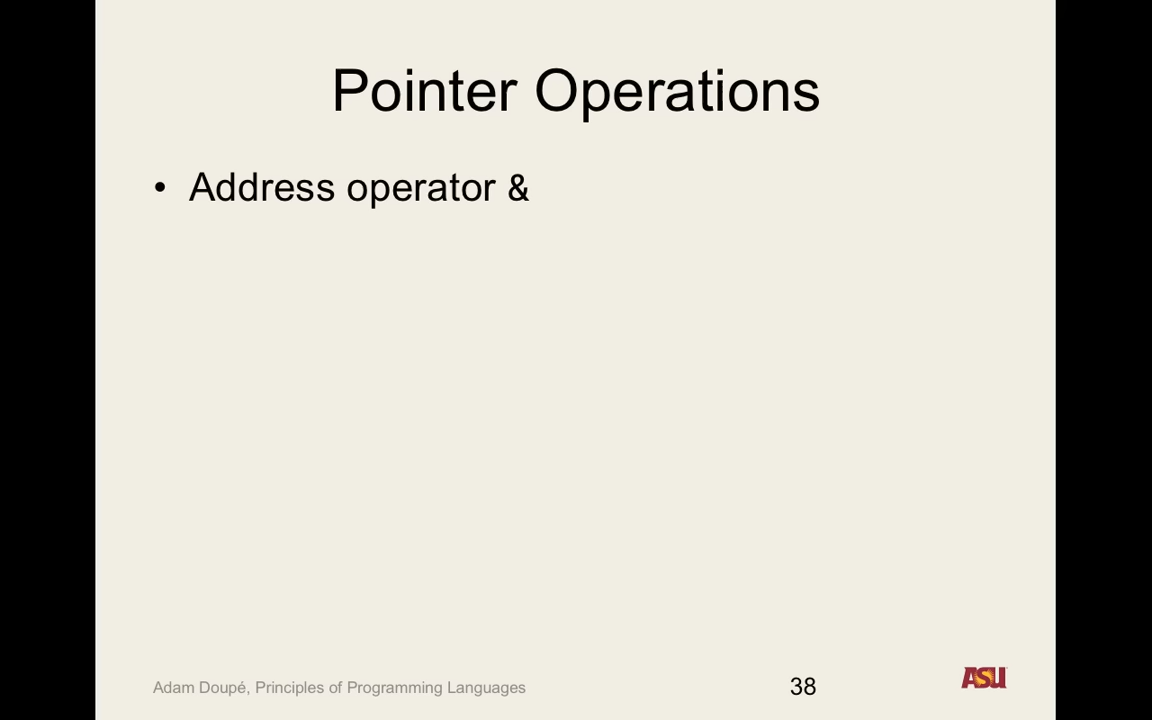 Pointer Operations
• Address operator &
Adam Doupé, Principles of Programming Languages
38
ASU